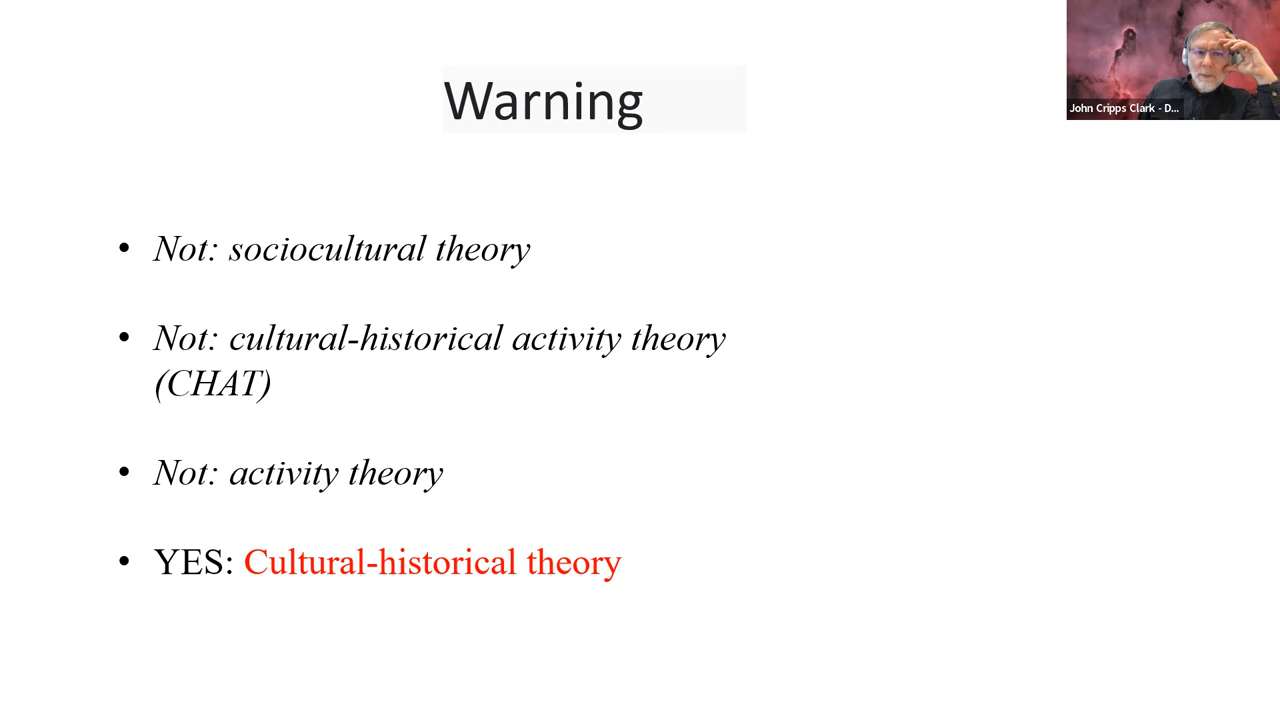 Warning
John Cripps Clark - D...
• Not: sociocultural theory
• Not: cultural-historical activity theory
(CHAT)
• Not: activity theory
• YES: Cultural-historical theory